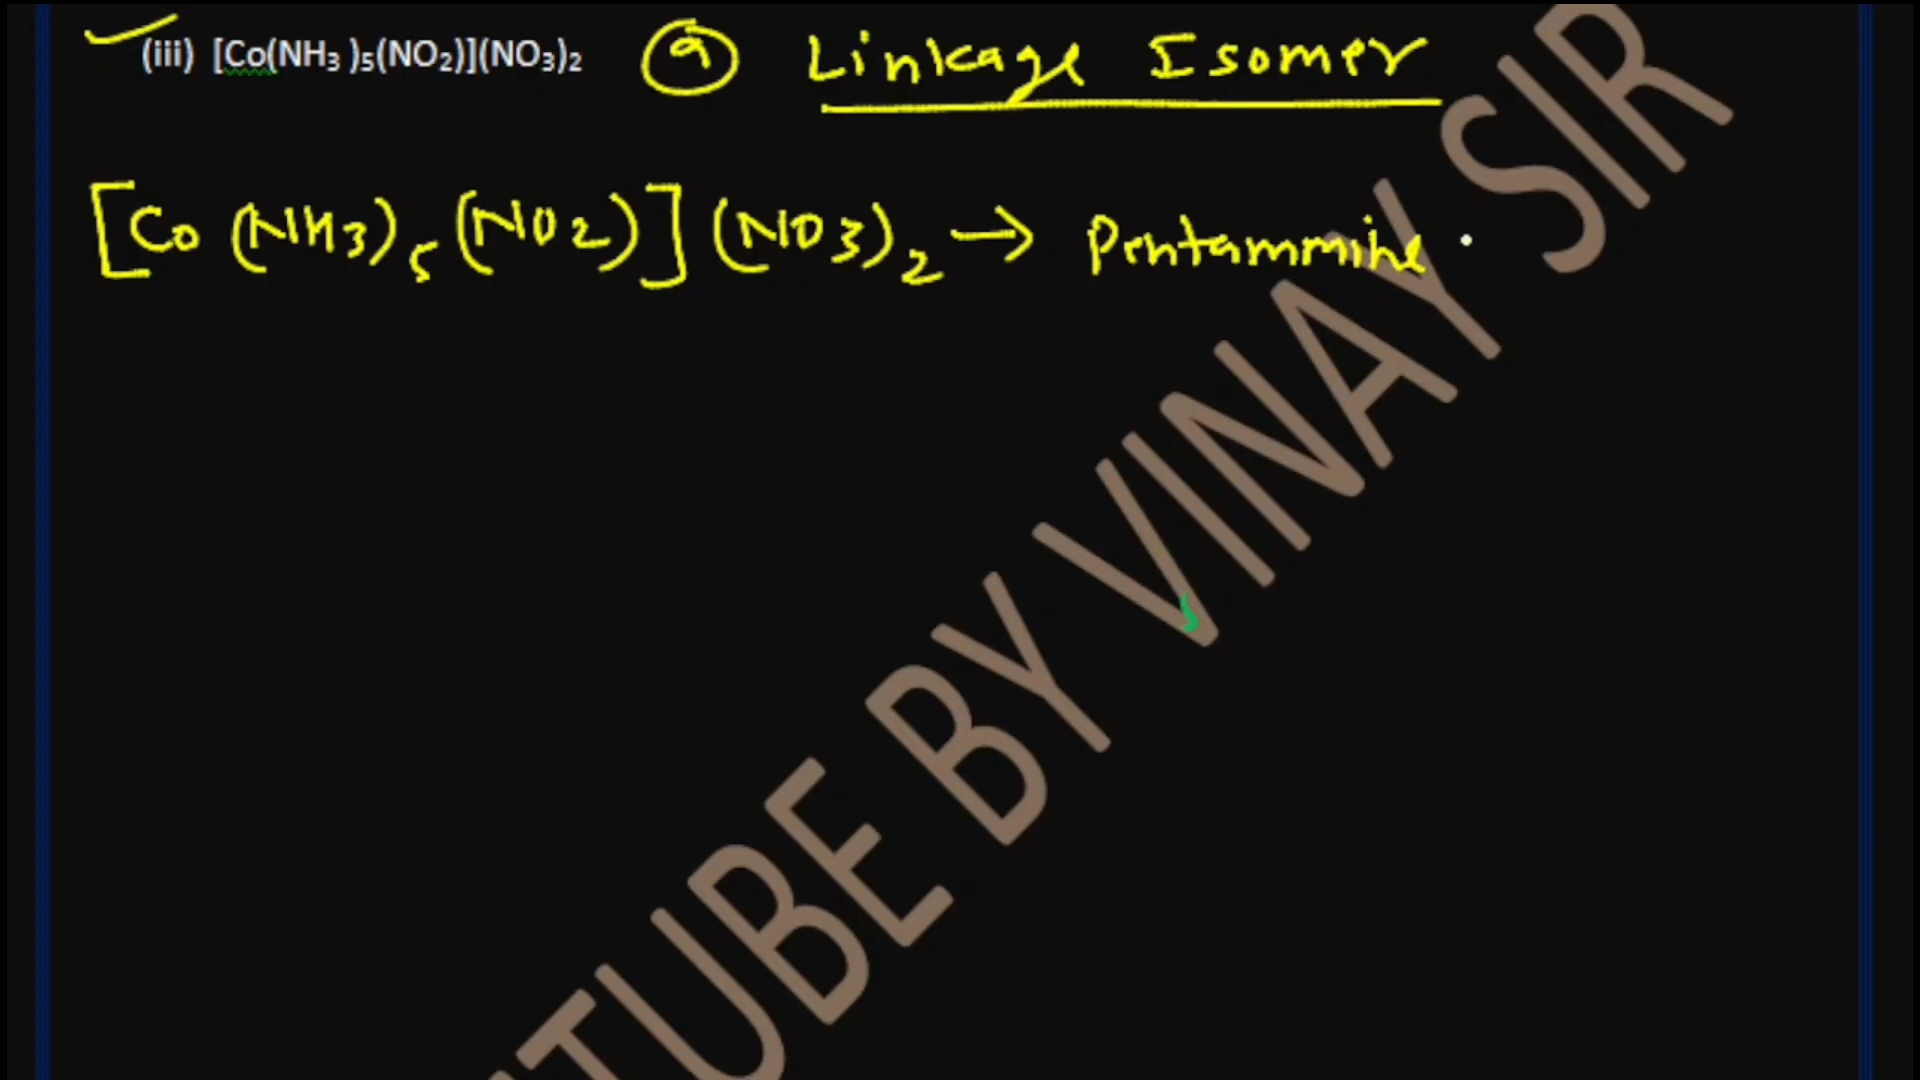 (iii) [Co(NH₃ )₅(NO₂)](NO₃)₂ (a) Linkage Isomer
[Co (NH3)5 (NO2)] (NO3)2 → Pentammine
TUBE BY VINAY SIR